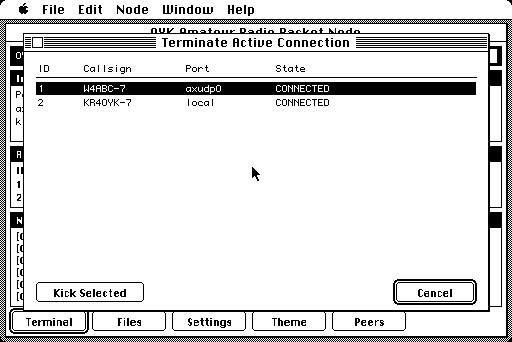 File Edit Node Window Help
Terminate Active Connection
ID Callsign Port State
1 W4ABC-7 axudp0 CONNECTED
2 KR4OYK-7 local CONNECTED
Kick Selected Cancel
Terminal Files Settings Theme Peers